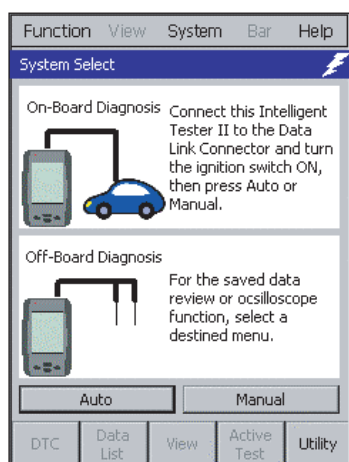 Function View System Bar Help
System Select
On-Board Diagnosis
Connect this Intelligent
Tester II to the Data
Link Connector and turn
the ignition switch ON,
then press Auto or
Manual.
Off-Board Diagnosis
For the saved data
review or ocsilloscope
function, select a
destined menu.
Auto Manual
DTC Data List View Active Test Utility